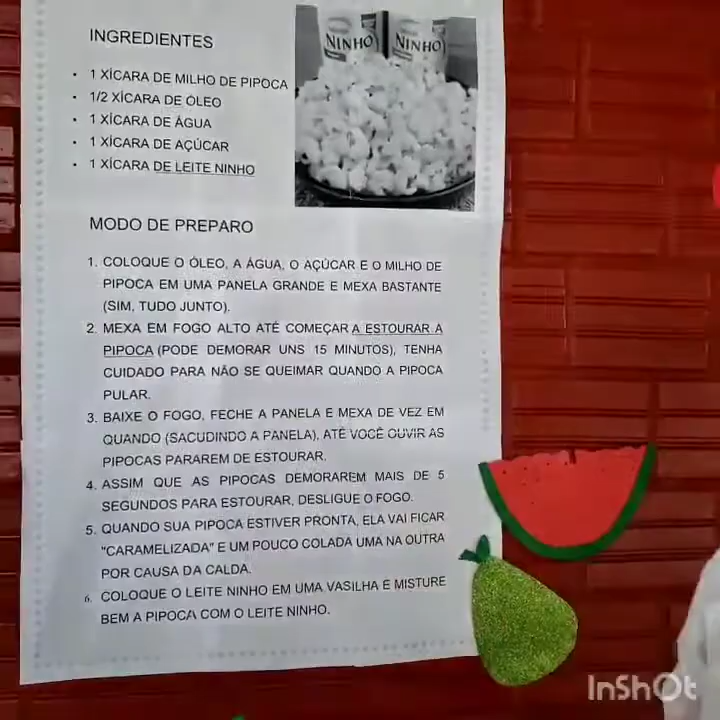 INGREDIENTES
NINHO NINHO
• 1 XÍCARA DE MILHO DE PIPOCA
• 1/2 XÍCARA DE ÓLEO
• 1 XÍCARA DE ÁGUA
• 1 XÍCARA DE AÇÚCAR
• 1 XÍCARA DE LEITE NINHO
MODO DE PREPARO
1. COLOQUE O ÓLEO, A ÁGUA, O AÇÚCAR E O MILHO DE
PIPOCA EM UMA PANELA GRANDE E MEXA BASTANTE
(SIM, TUDO JUNTO).
2. MEXA EM FOGO ALTO ATÉ COMEÇAR A ESTOURAR A
PIPOCA (PODE DEMORAR UNS 15 MINUTOS), TENHA
CUIDADO PARA NÃO SE QUEIMAR QUANDO A PIPOCA
PULAR.
3. BAIXE O FOGO, FECHE A PANELA E MEXA DE VEZ EM
QUANDO (SACUDINDO A PANELA), ATÉ VOCÊ OUVIR AS
PIPOCAS PARAREM DE ESTOURAR.
4. ASSIM QUE AS PIPOCAS DEMORAREM MAIS DE 5
SEGUNDOS PARA ESTOURAR, DESLIGUE O FOGO.
5. QUANDO SUA PIPOCA ESTIVER PRONTA, ELA VAI FICAR
"CARAMELIZADA" E UM POUCO COLADA UMA NA OUTRA
POR CAUSA DA CALDA.
6. COLOQUE O LEITE NINHO EM UMA VASILHA E MISTURE
BEM A PIPOCA COM O LEITE NINHO.
InShOt